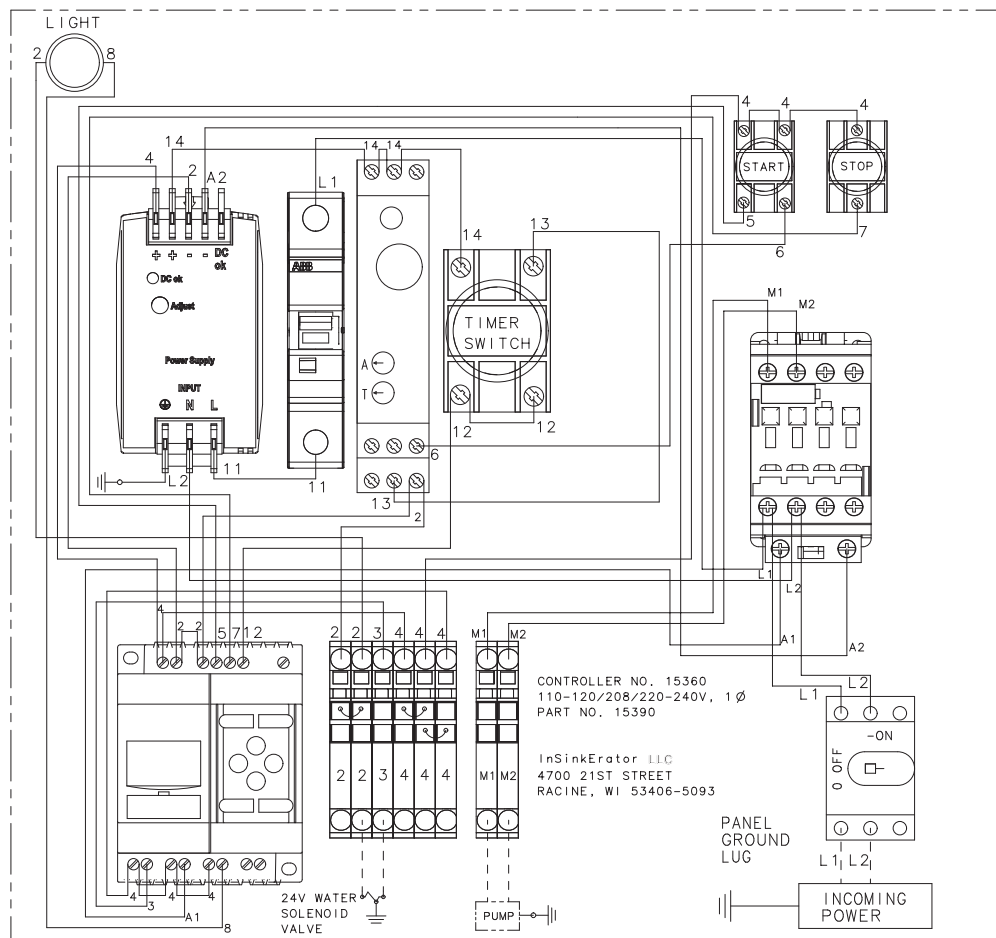 LIGHT
2 8
4 4 4
START STOP
5 6 7
4 14 2 A2
+ + - - DC ok
DC ok
Adjust
Power Supply
INPUT
N L
L2 11
L1
ABB
11
14 14
A
T
6
13 2
14 13
TIMER
SWITCH
12 12
M1 M2
L1 L2
A1 A2
4 2 2 5 7 12
4 3 4 A1 4 8
2 2 3 4 4 4
2 2 3 4 4 4
M1 M2
M1 M2
CONTROLLER NO. 15360
110-120/208/220-240V, 1Ø
PART NO. 15390
InSinkErator LLC
4700 21ST STREET
RACINE, WI 53406-5093
L1 L2
-ON
O OFF
L1 L2
PANEL
GROUND
LUG
24V WATER
SOLENOID
VALVE
PUMP
INCOMING
POWER